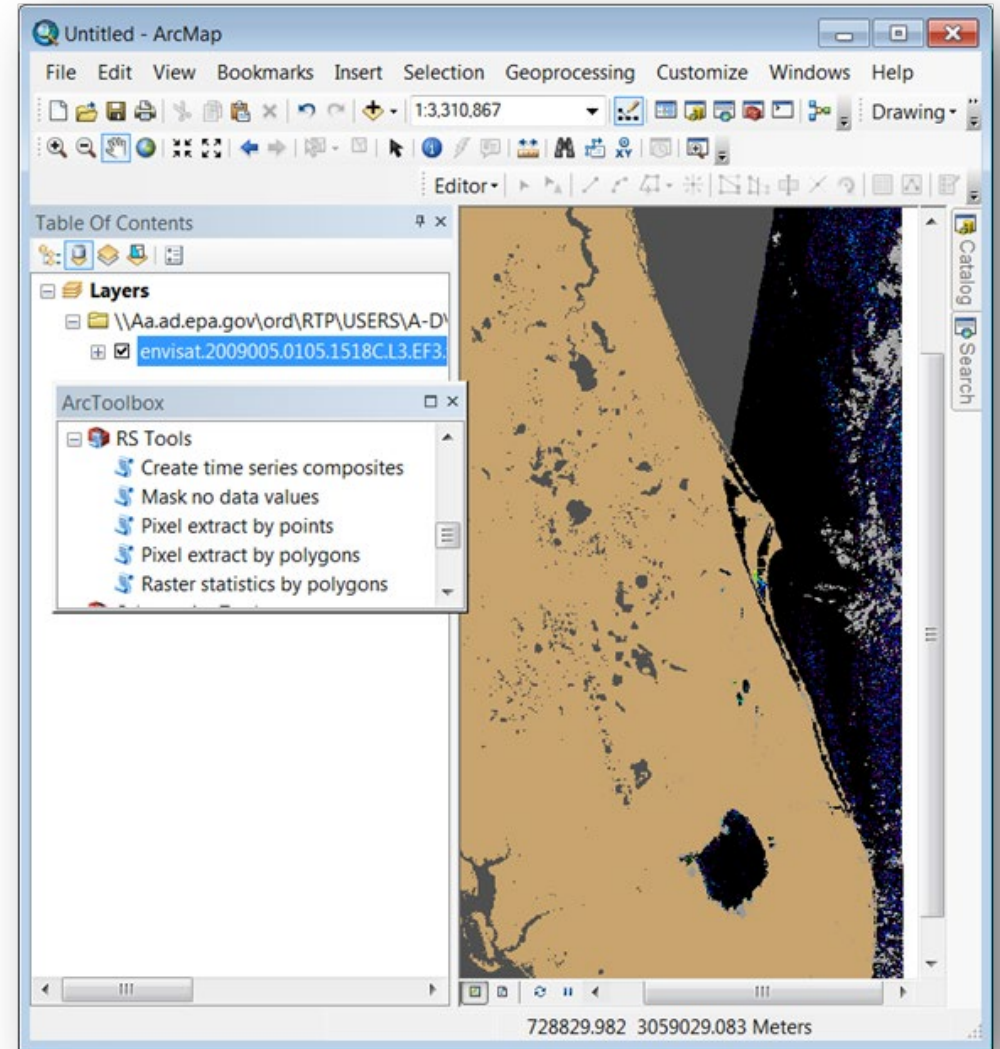 Untitled - ArcMap
File Edit View Bookmarks Insert Selection Geoprocessing Customize Windows Help
1:3,310,867
Drawing
Editor
Table Of Contents
Layers
\\Aa.ad.epa.gov\ord\RTP\USERS\A-D\
envisat.2009005.0105.1518C.L3.EF3.
ArcToolbox
RS Tools
Create time series composites
Mask no data values
Pixel extract by points
Pixel extract by polygons
Raster statistics by polygons
Catalog
Search
728829.982 3059029.083 Meters